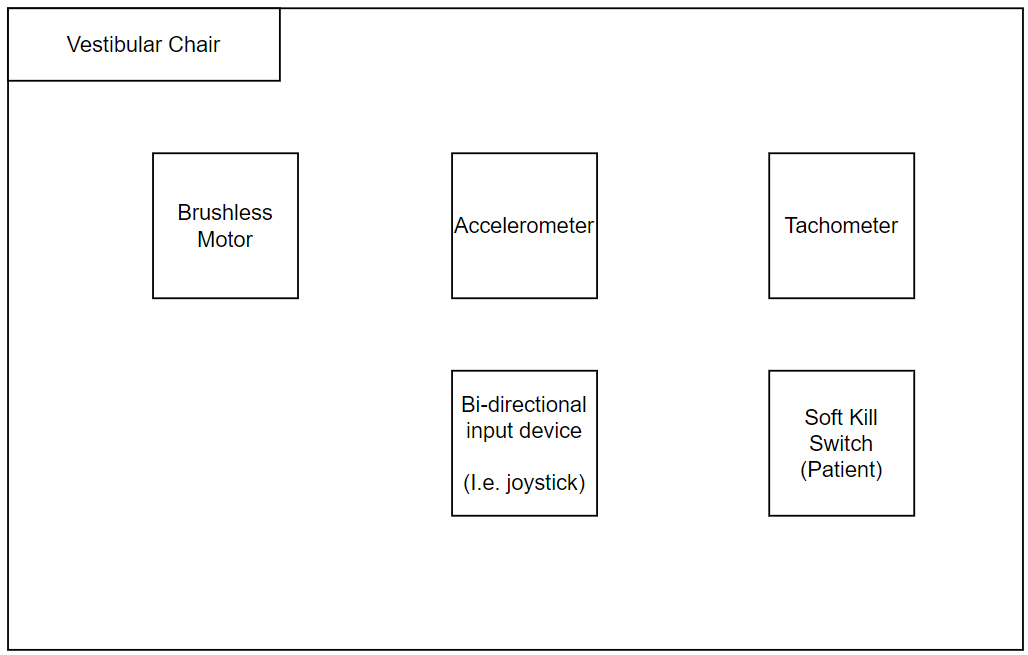 Vestibular Chair
Brushless
Motor
Accelerometer
Tachometer
Bi-directional
input device
(I.e. joystick)
Soft Kill
Switch
(Patient)